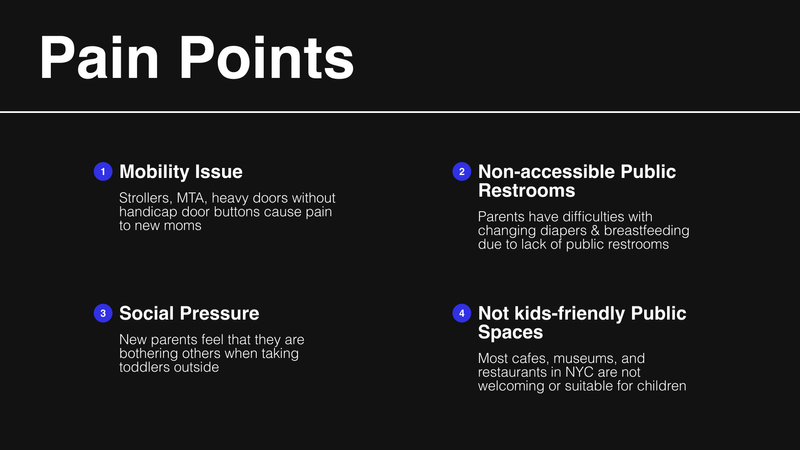 Pain Points
1 Mobility Issue
Strollers, MTA, heavy doors without
handicap door buttons cause pain
to new moms
2 Non-accessible Public
Restrooms
Parents have difficulties with
changing diapers & breastfeeding
due to lack of public restrooms
3 Social Pressure
New parents feel that they are
bothering others when taking
toddlers outside
4 Not kids-friendly Public
Spaces
Most cafes, museums, and
restaurants in NYC are not
welcoming or suitable for children